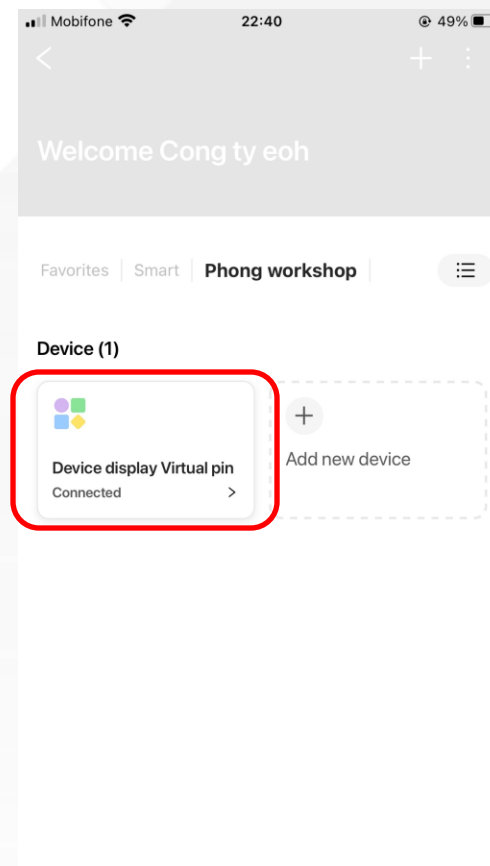 Mobifone 22:40 49%
Welcome Cong ty eoh
Favorites Smart Phong workshop
Device (1)
Device display Virtual pin
Connected
Add new device